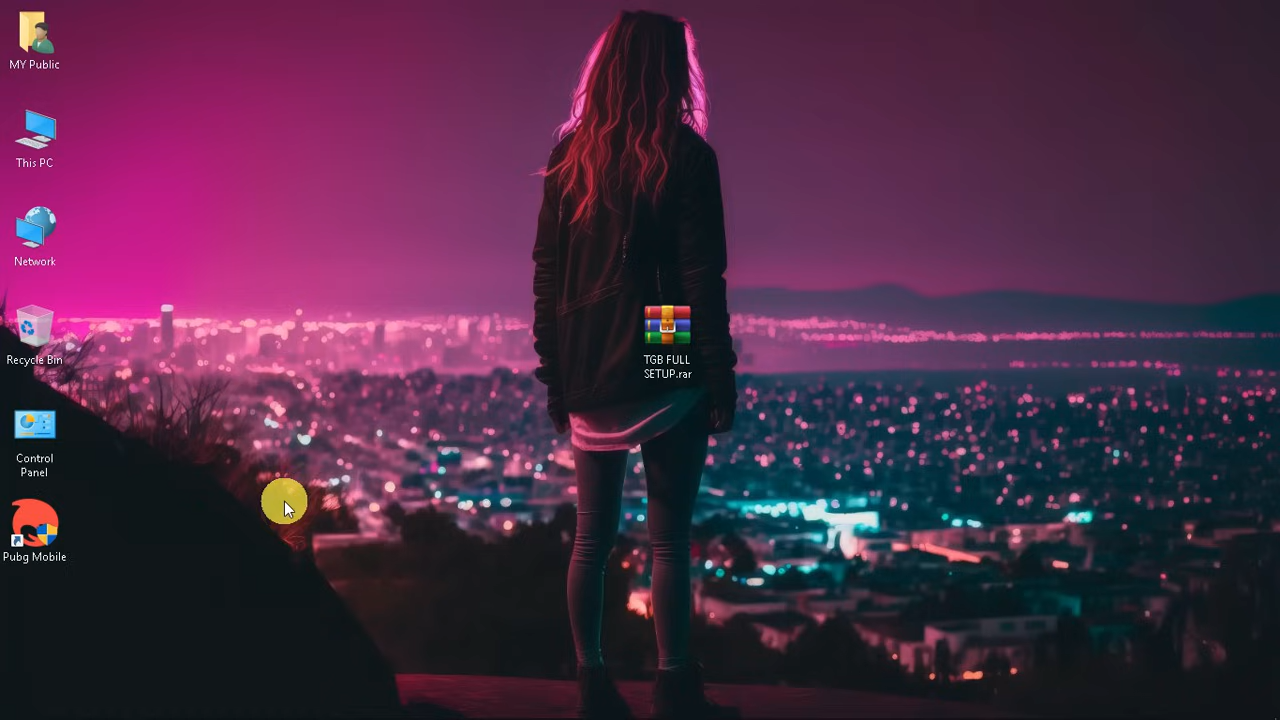 MY Public
This PC
Network
Recycle Bin
Control
Panel
Pubg Mobile
TGB FULL
SETUP.rar